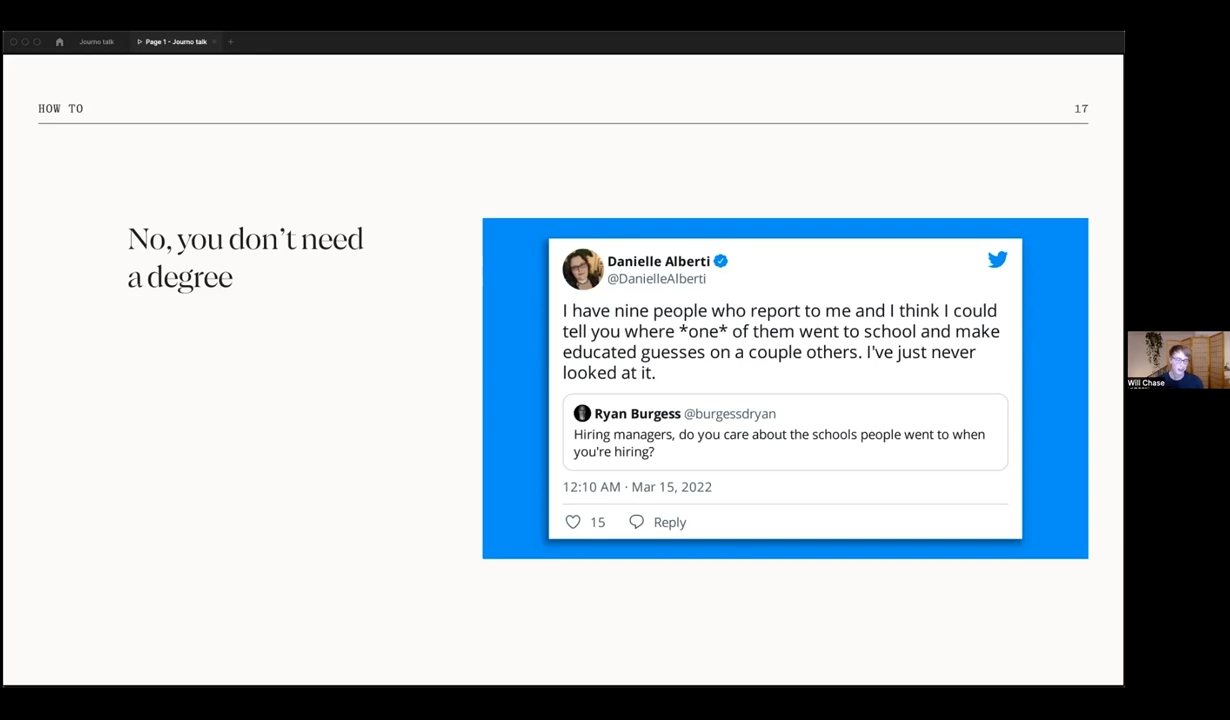 Journo talk
Page 1 - Journo talk
HOW TO
17
No, you don’t need
a degree
Danielle Alberti
@DanielleAlberti
I have nine people who report to me and I think I could
tell you where *one* of them went to school and make
educated guesses on a couple others. I've just never
looked at it.
Ryan Burgess @burgessdryan
Hiring managers, do you care about the schools people went to when
you're hiring?
12:10 AM · Mar 15, 2022
15
Reply
Will Chase